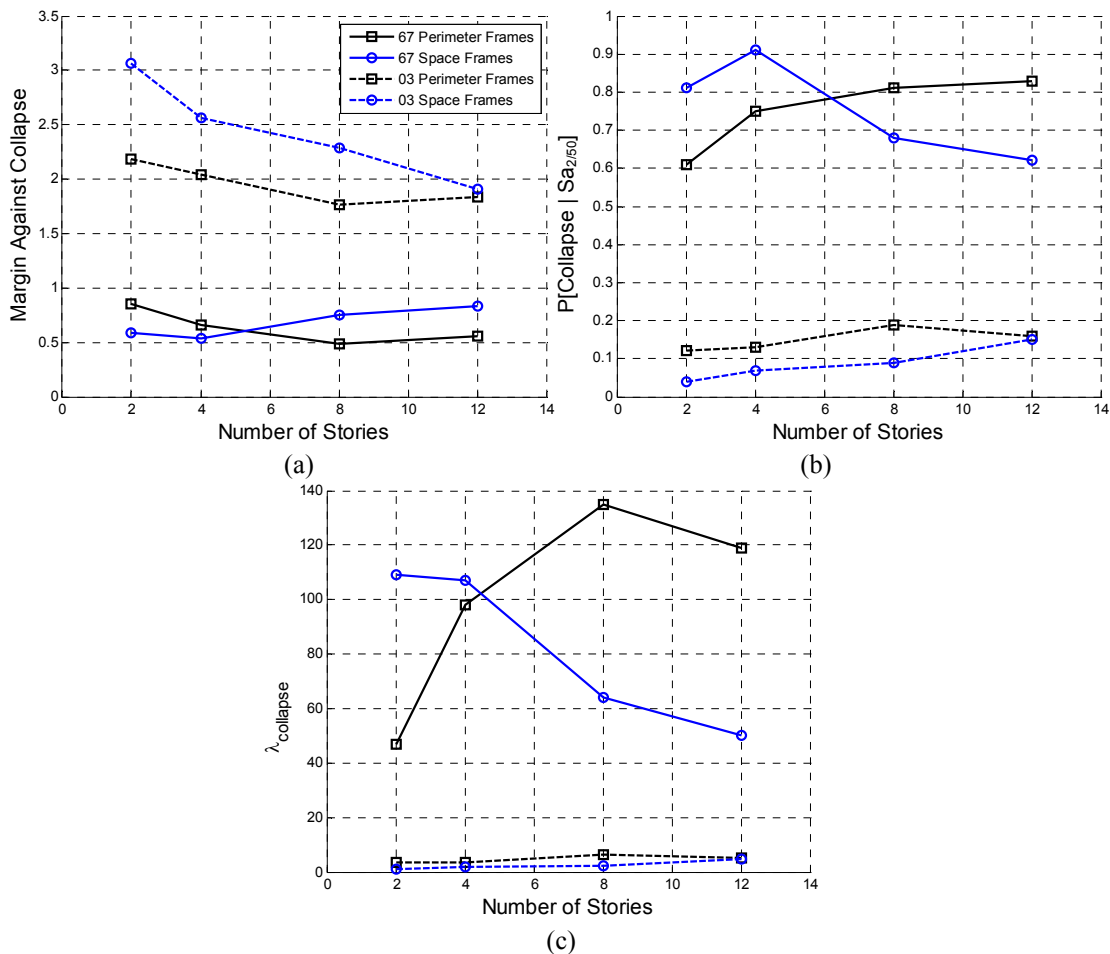 3.5
3
2.5
2
1.5
1
0.5
0
0 2 4 6 8 10 12 14
Margin Against Collapse
Number of Stories
67 Perimeter Frames
67 Space Frames
03 Perimeter Frames
03 Space Frames
(a)
1
0.9
0.8
0.7
0.6
0.5
0.4
0.3
0.2
0.1
0
0 2 4 6 8 10 12 14
P[Collapse | Sa2/50]
Number of Stories
(b)
140
120
100
80
60
40
20
0
0 2 4 6 8 10 12 14
λcollapse
Number of Stories
(c)